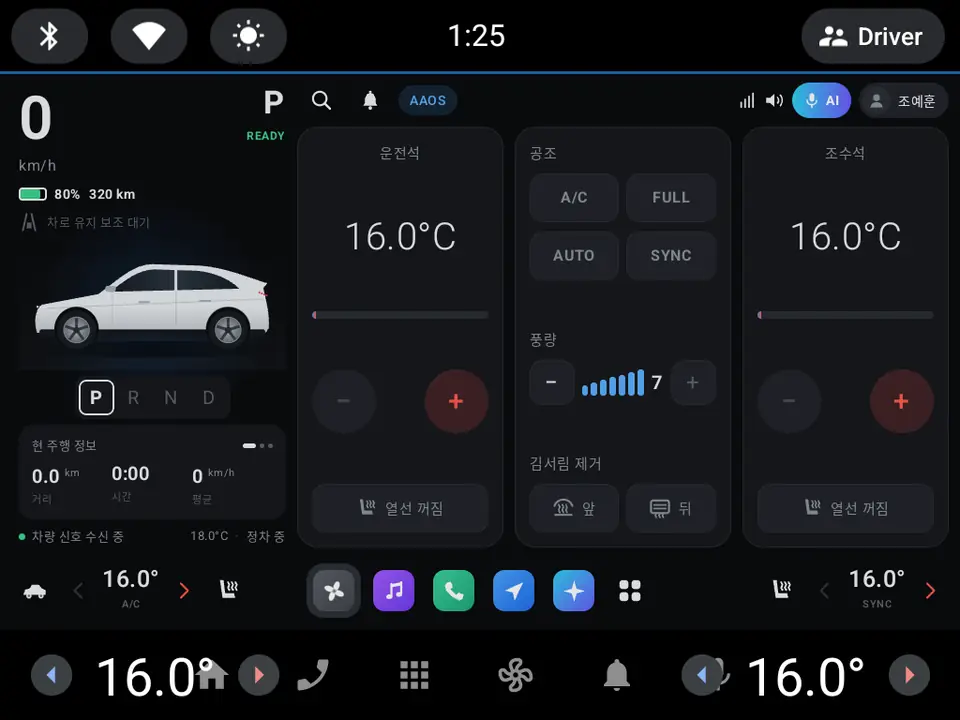 1:25
Driver
0
P
READY
km/h
80% 320 km
차로 유지 보조 대기
P R N D
현 주행 정보
0.0 km
거리
0:00
시간
0 km/h
평균
차량 신호 수신 중
18.0°C · 정차 중
AAOS
AI
조예훈
운전석
16.0°C
열선 꺼짐
공조
A/C
FULL
AUTO
SYNC
풍량
7
김서림 제거
앞
뒤
조수석
16.0°C
열선 꺼짐
16.0°
A/C
16.0°
SYNC
16.0°
16.0°